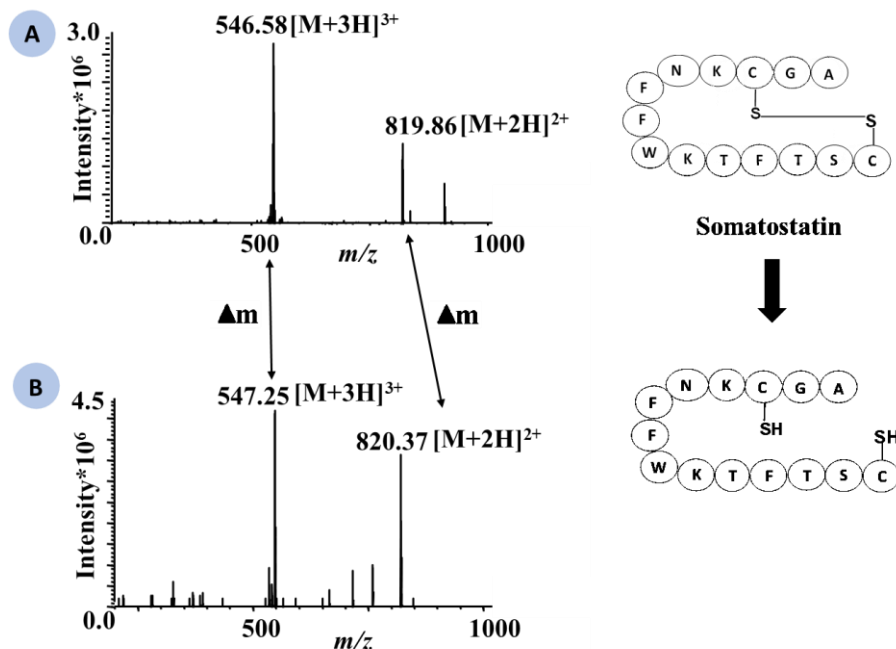 A
3.0
Intensity*10⁶
546.58[M+3H]³⁺
819.86[M+2H]²⁺
0.0
500
1000
m/z
▲m
▲m
B
4.5
Intensity*10⁶
547.25[M+3H]³⁺
820.37[M+2H]²⁺
0.0
500
1000
m/z
F N K C G A
F S S
W K T F T S C
Somatostatin
F N K C G A
F SH SH
W K T F T S C